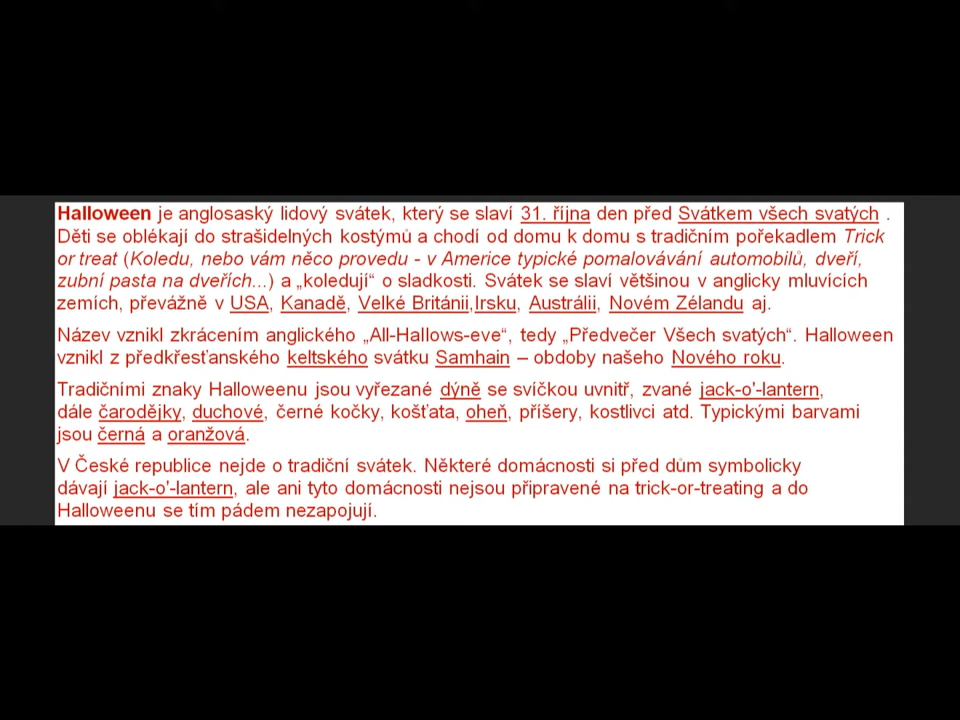 Halloween je anglosaský lidový svátek, který se slaví 31. října den před Svátkem všech svatých .
Děti se oblékají do strašidelných kostýmů a chodí od domu k domu s tradičním pořekadlem Trick
or treat (Koledu, nebo vám něco provedu - v Americe typické pomalovávání automobilů, dveří,
zubní pasta na dveřích...) a „koledují“ o sladkosti. Svátek se slaví většinou v anglicky mluvících
zemích, převážně v USA, Kanadě, Velké Británii,Irsku, Austrálii, Novém Zélandu aj.
Název vznikl zkrácením anglického „All-Hallows-eve“, tedy „Předvečer Všech svatých“. Halloween
vznikl z předkřesťanského keltského svátku Samhain – obdoby našeho Nového roku.
Tradičními znaky Halloweenu jsou vyřezané dýně se svíčkou uvnitř, zvané jack-o'-lantern,
dále čarodějky, duchové, černé kočky, košťata, oheň, příšery, kostlivci atd. Typickými barvami
jsou černá a oranžová.
V České republice nejde o tradiční svátek. Některé domácnosti si před dům symbolicky
dávají jack-o'-lantern, ale ani tyto domácnosti nejsou připravené na trick-or-treating a do
Halloweenu se tím pádem nezapojují.